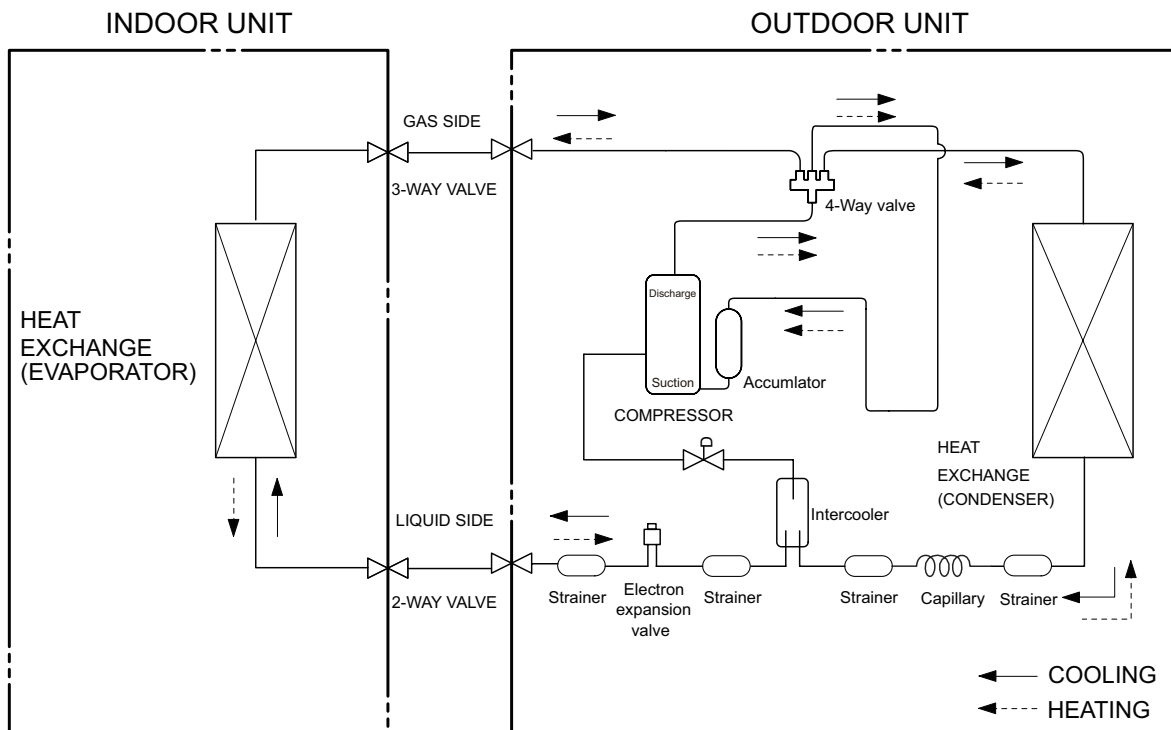 INDOOR UNIT
OUTDOOR UNIT
GAS SIDE
3-WAY VALVE
4-Way valve
HEAT
EXCHANGE
(EVAPORATOR)
Discharge
Suction
Accumlator
COMPRESSOR
HEAT
EXCHANGE
(CONDENSER)
Intercooler
LIQUID SIDE
2-WAY VALVE
Strainer
Electron
expansion
valve
Strainer
Strainer
Capillary
Strainer
COOLING
HEATING